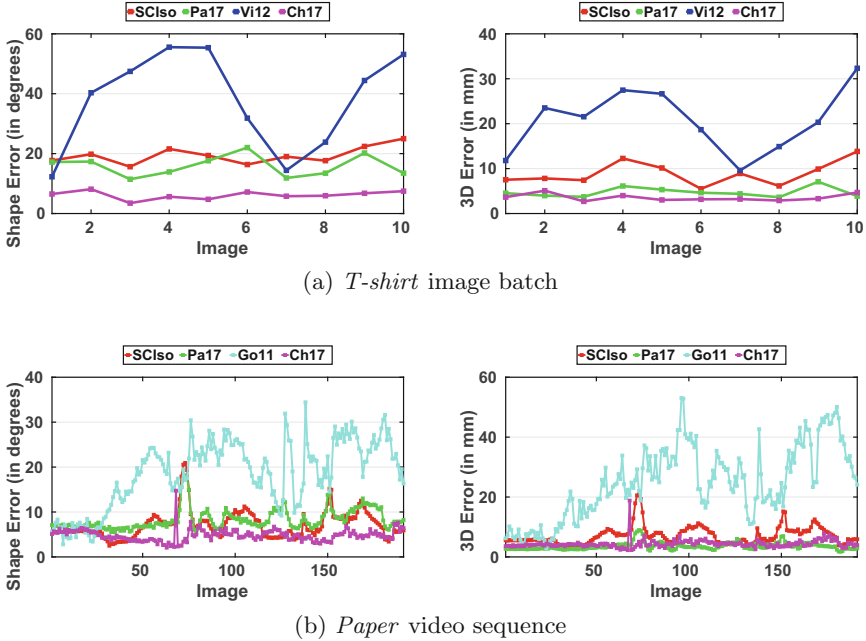 SCIso Pa17 Vi12 Ch17
Shape Error (in degrees)
60
40
20
0
2 4 6 8 10
Image
SCIso Pa17 Vi12 Ch17
3D Error (in mm)
40
30
20
10
0
2 4 6 8 10
Image
(a) T-shirt image batch
SCIso Pa17 Go11 Ch17
Shape Error (in degrees)
40
30
20
10
0
50 100 150
Image
SCIso Pa17 Go11 Ch17
3D Error (in mm)
60
40
20
0
50 100 150
Image
(b) Paper video sequence